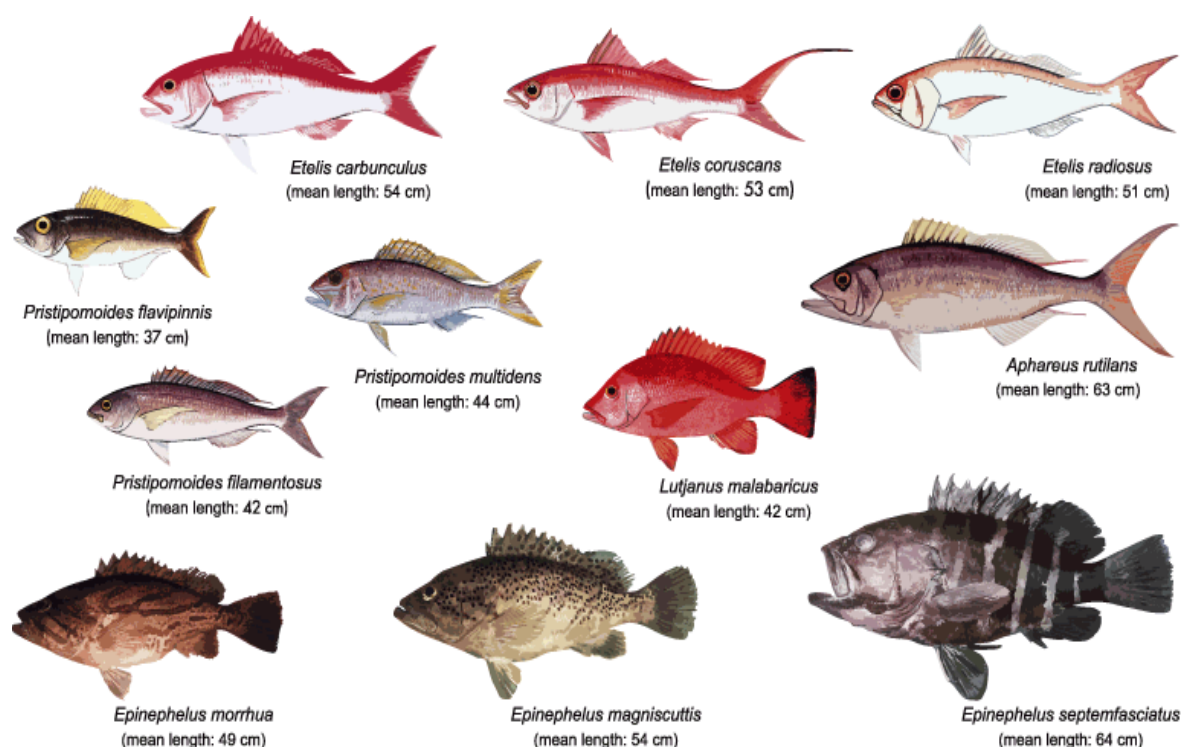 Etelis carbunculus
(mean length: 54 cm)
Etelis coruscans
(mean length: 53 cm)
Etelis radiosus
(mean length: 51 cm)
Pristipomoides flavipinnis
(mean length: 37 cm)
Pristipomoides multidens
(mean length: 44 cm)
Aphareus rutilans
(mean length: 63 cm)
Pristipomoides filamentosus
(mean length: 42 cm)
Lutjanus malabaricus
(mean length: 42 cm)
Epinephelus morrhua
(mean length: 49 cm)
Epinephelus magniscuttis
(mean length: 54 cm)
Epinephelus septemfasciatus
(mean length: 64 cm)